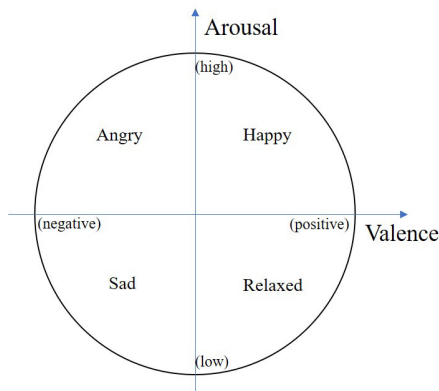 Arousal
(high)
Angry
Happy
(negative)
(positive)
Valence
Sad
Relaxed
(low)